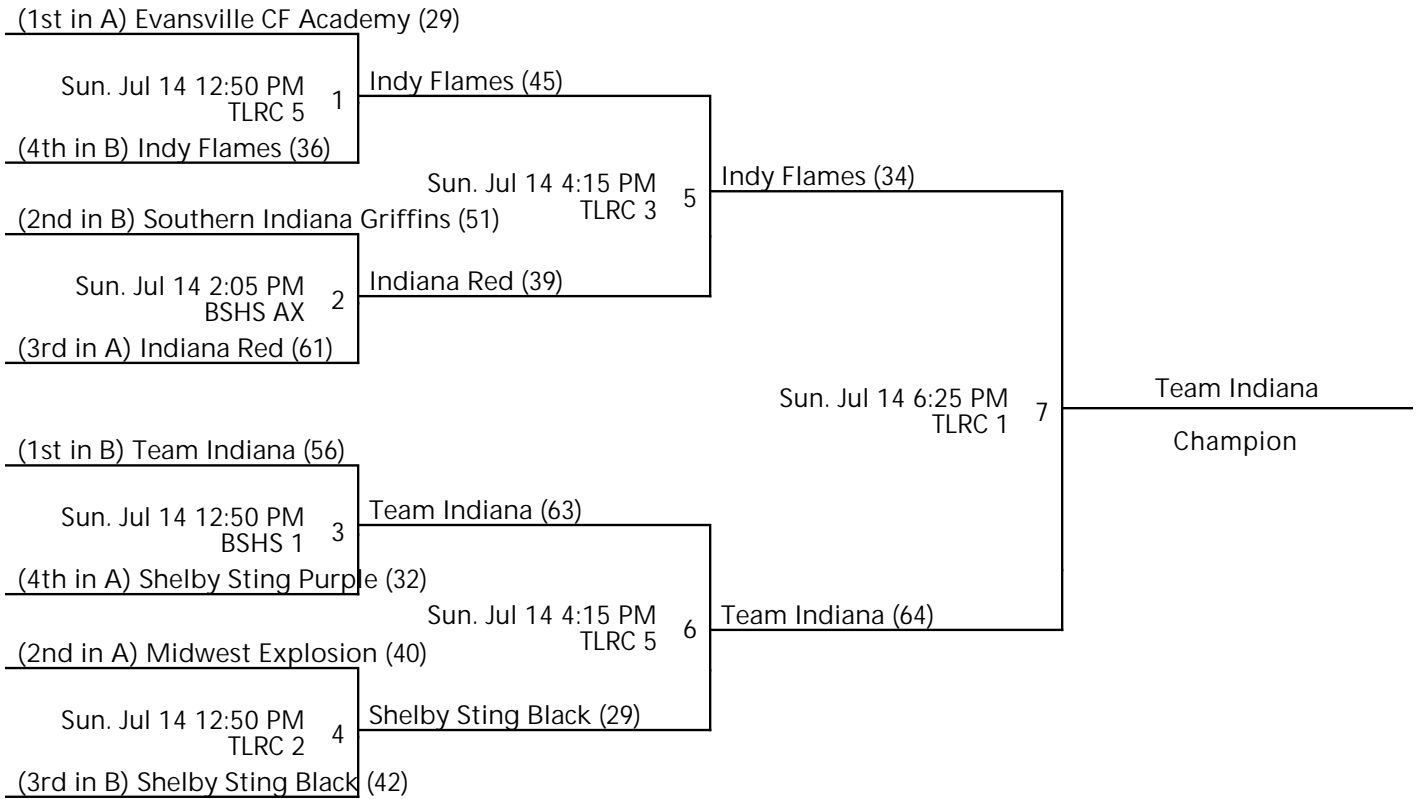 (1st in A) Evansville CF Academy (29)
Sun. Jul 14 12:50 PM
TLRC 5
1
(4th in B) Indy Flames (36)
Indy Flames (45)
(2nd in B) Southern Indiana Griffins (51)
Sun. Jul 14 2:05 PM
BSHS AX
2
(3rd in A) Indiana Red (61)
Indiana Red (39)
Sun. Jul 14 4:15 PM
TLRC 3
5
Indy Flames (34)
(1st in B) Team Indiana (56)
Sun. Jul 14 12:50 PM
BSHS 1
3
(4th in A) Shelby Sting Purple (32)
Team Indiana (63)
(2nd in A) Midwest Explosion (40)
Sun. Jul 14 12:50 PM
TLRC 2
4
(3rd in B) Shelby Sting Black (42)
Shelby Sting Black (29)
Sun. Jul 14 4:15 PM
TLRC 5
6
Team Indiana (64)
Sun. Jul 14 6:25 PM
TLRC 1
7
Team Indiana
Champion